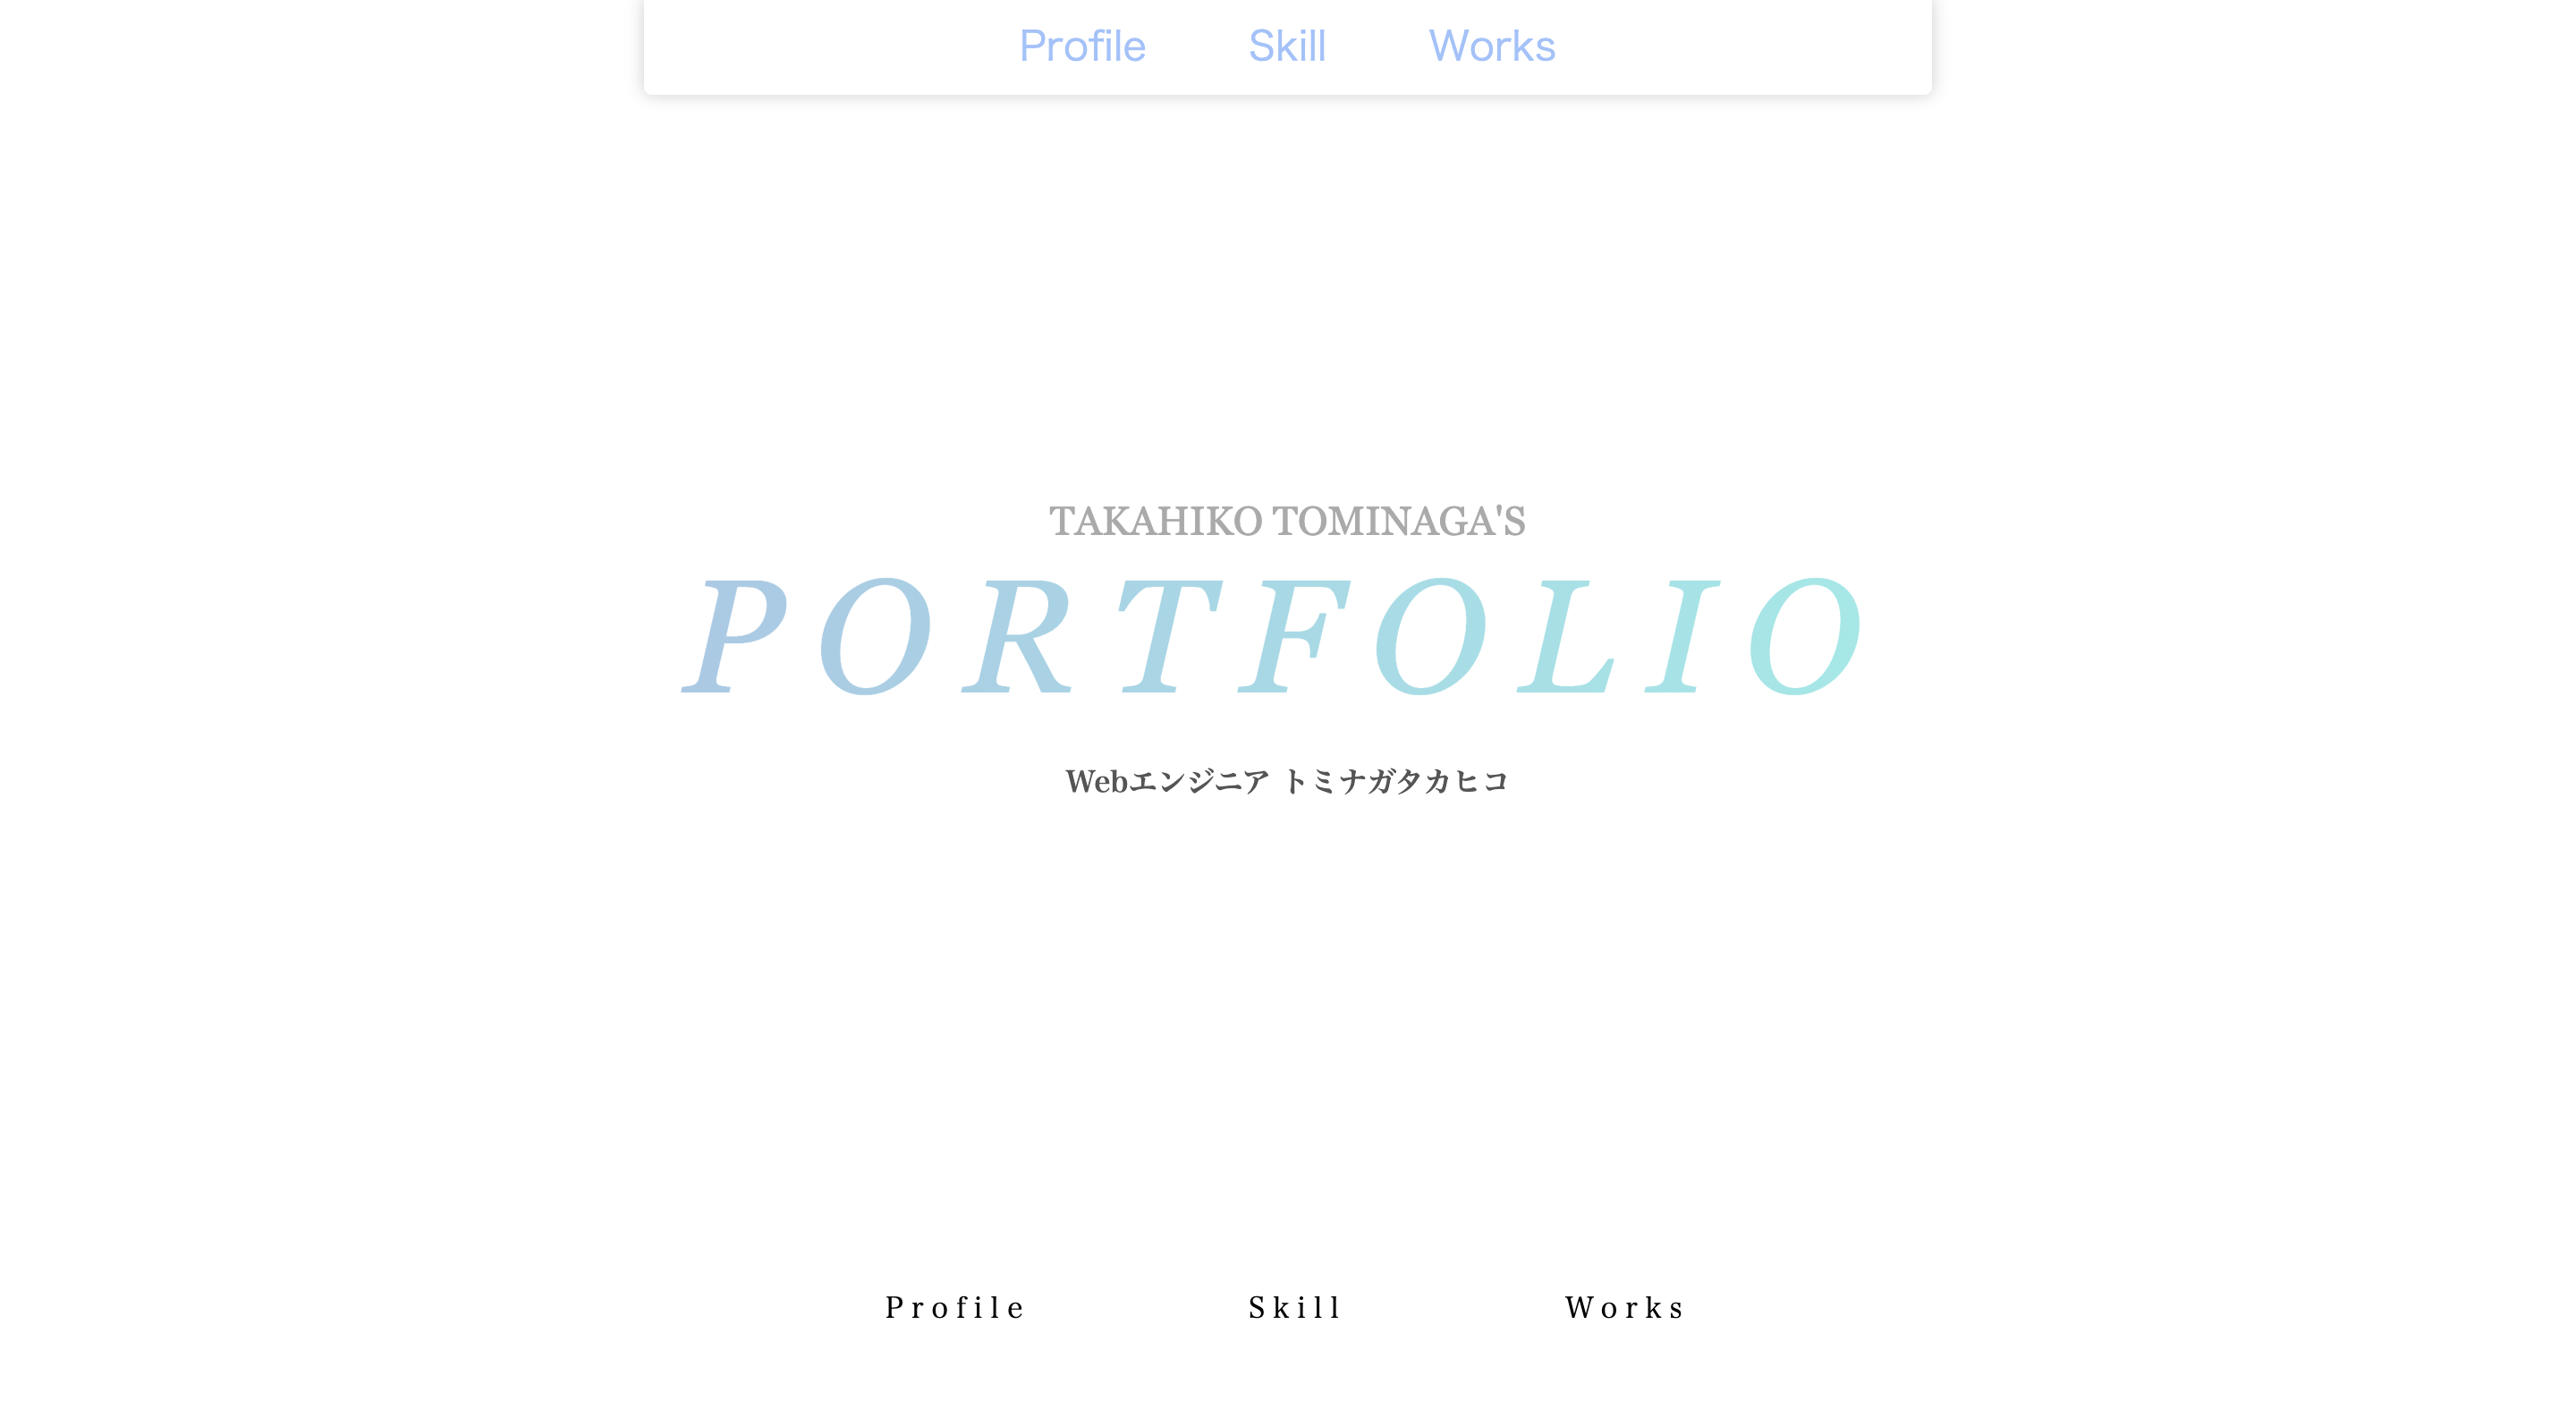 Profile Skill Works
TAKAHIKO TOMINAGA'S
PORTFOLIO
Webエンジニア トミナガタカヒコ
Profile Skill Works